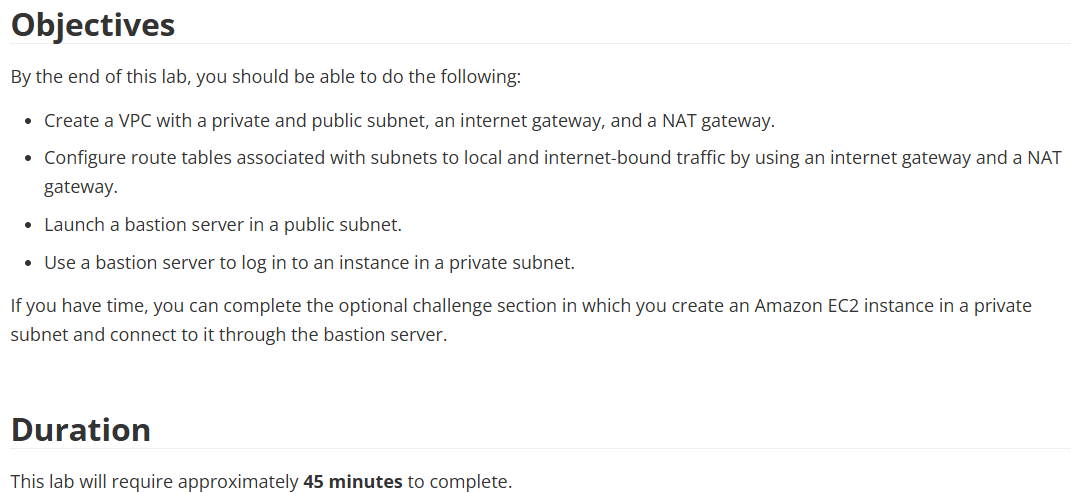 Objectives
By the end of this lab, you should be able to do the following:
• Create a VPC with a private and public subnet, an internet gateway, and a NAT gateway.
• Configure route tables associated with subnets to local and internet-bound traffic by using an internet gateway and a NAT
gateway.
• Launch a bastion server in a public subnet.
• Use a bastion server to log in to an instance in a private subnet.
If you have time, you can complete the optional challenge section in which you create an Amazon EC2 instance in a private
subnet and connect to it through the bastion server.
Duration
This lab will require approximately 45 minutes to complete.